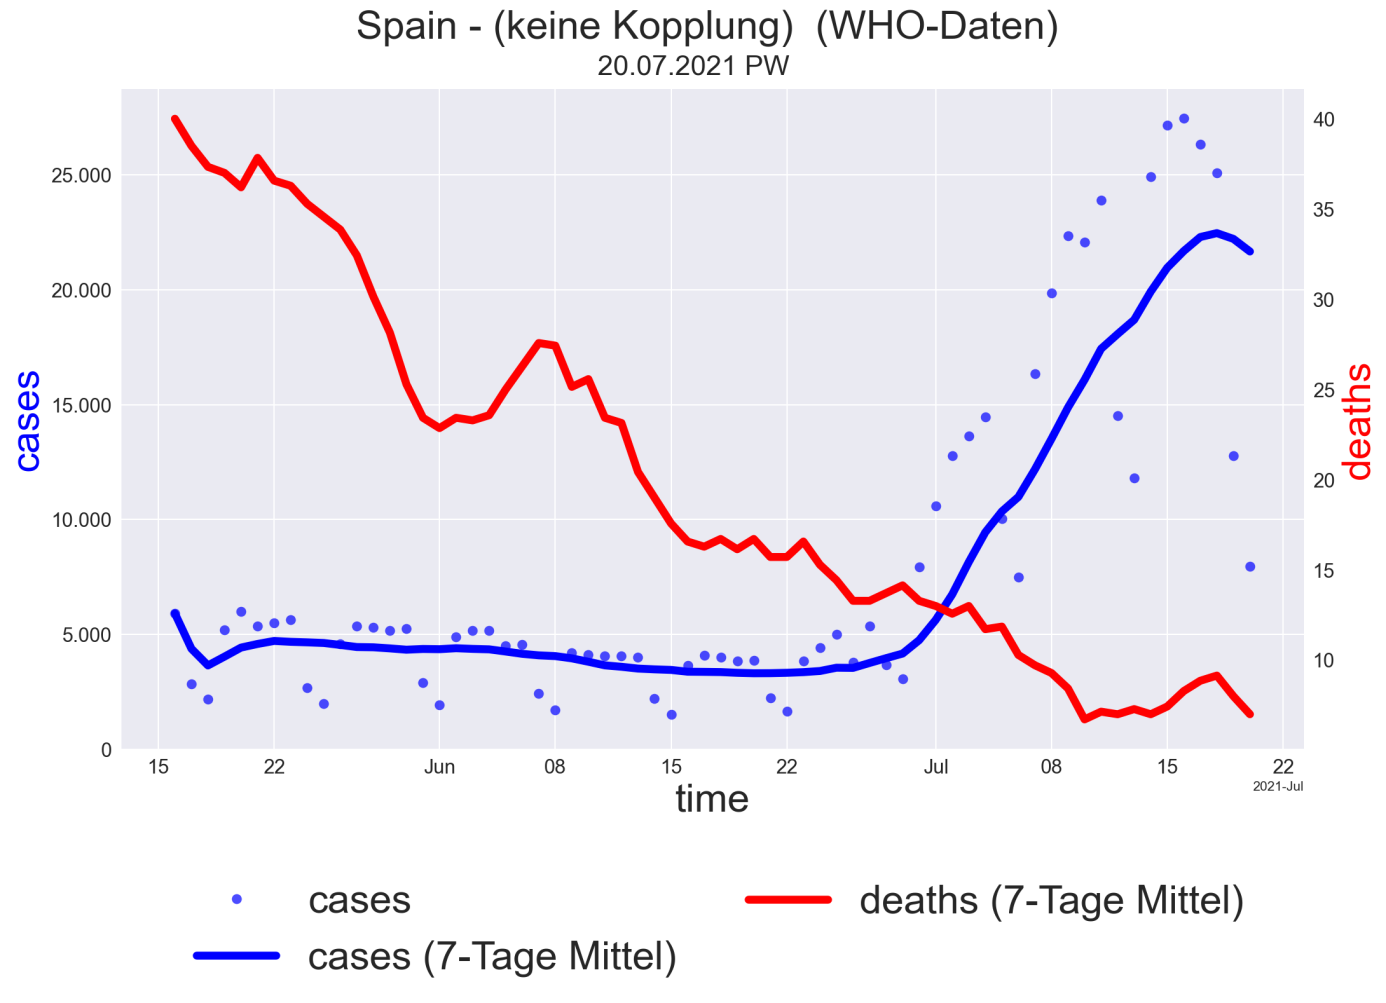 Spain - (keine Kopplung)  (WHO-Daten)
20.07.2021 PW
cases
25.000
20.000
15.000
10.000
5.000
0
40
35
30
25
20
15
10
deaths
15 22 Jun 08 15 22 Jul 08 15 22
2021-Jul
time
cases
cases (7-Tage Mittel)
deaths (7-Tage Mittel)